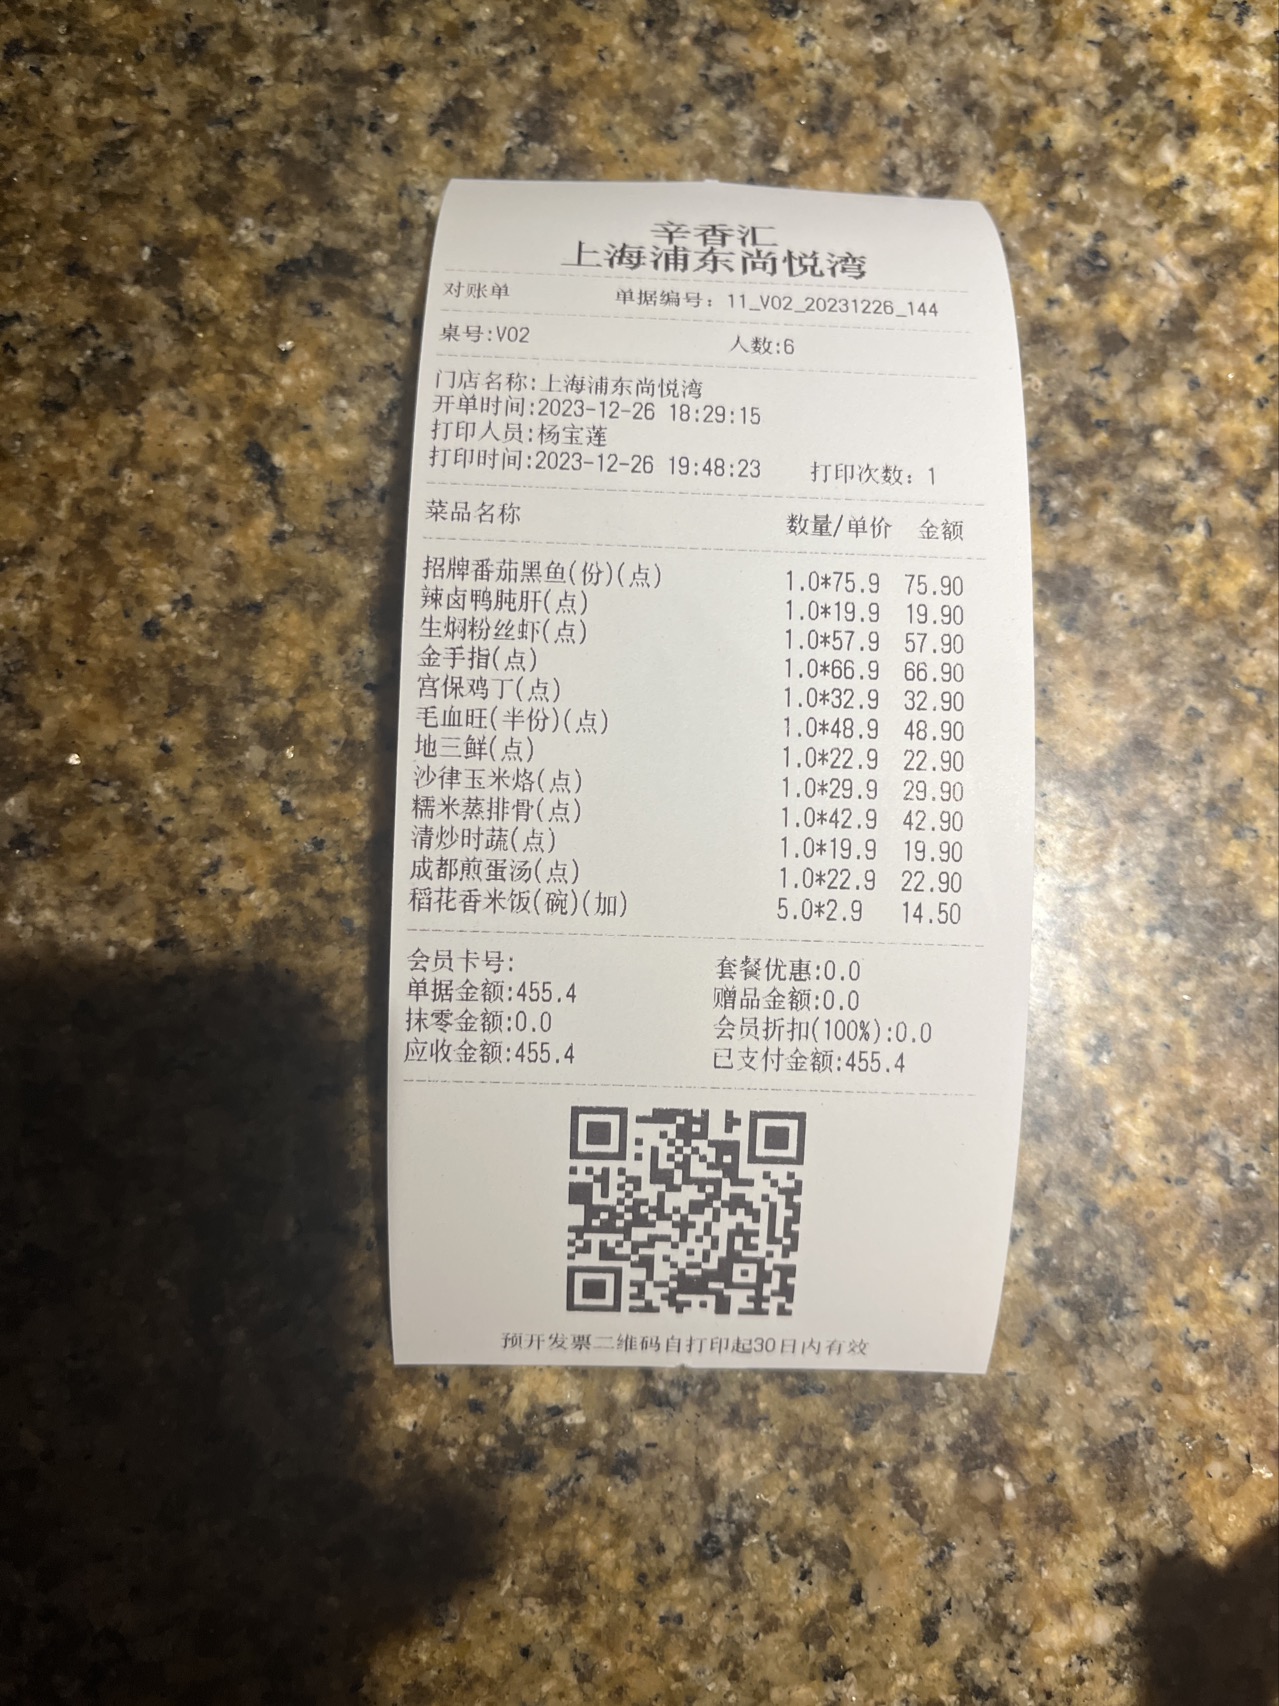 辛香汇
上海浦东尚悦湾
对账单 单据编号：11_V02_20231226_144
桌号:V02 人数:6
门店名称:上海浦东尚悦湾
开单时间:2023-12-26 18:29:15
打印人员:杨宝莲
打印时间:2023-12-26 19:48:23 打印次数：1
菜品名称 数量/单价 金额
招牌番茄黑鱼(份)(点) 1.0*75.9 75.90
辣卤鸭肫肝(点) 1.0*19.9 19.90
生焖粉丝虾(点) 1.0*57.9 57.90
金手指(点) 1.0*66.9 66.90
宫保鸡丁(点) 1.0*32.9 32.90
毛血旺(半份)(点) 1.0*48.9 48.90
地三鲜(点) 1.0*22.9 22.90
沙律玉米烙(点) 1.0*29.9 29.90
糯米蒸排骨(点) 1.0*42.9 42.90
清炒时蔬(点) 1.0*19.9 19.90
成都煎蛋汤(点) 1.0*22.9 22.90
稻花香米饭(碗)(加) 5.0*2.9 14.50
会员卡号: 套餐优惠:0.0
单据金额:455.4 赠品金额:0.0
抹零金额:0.0 会员折扣(100%):0.0
应收金额:455.4 已支付金额:455.4
预开发票二维码自打印起30日内有效